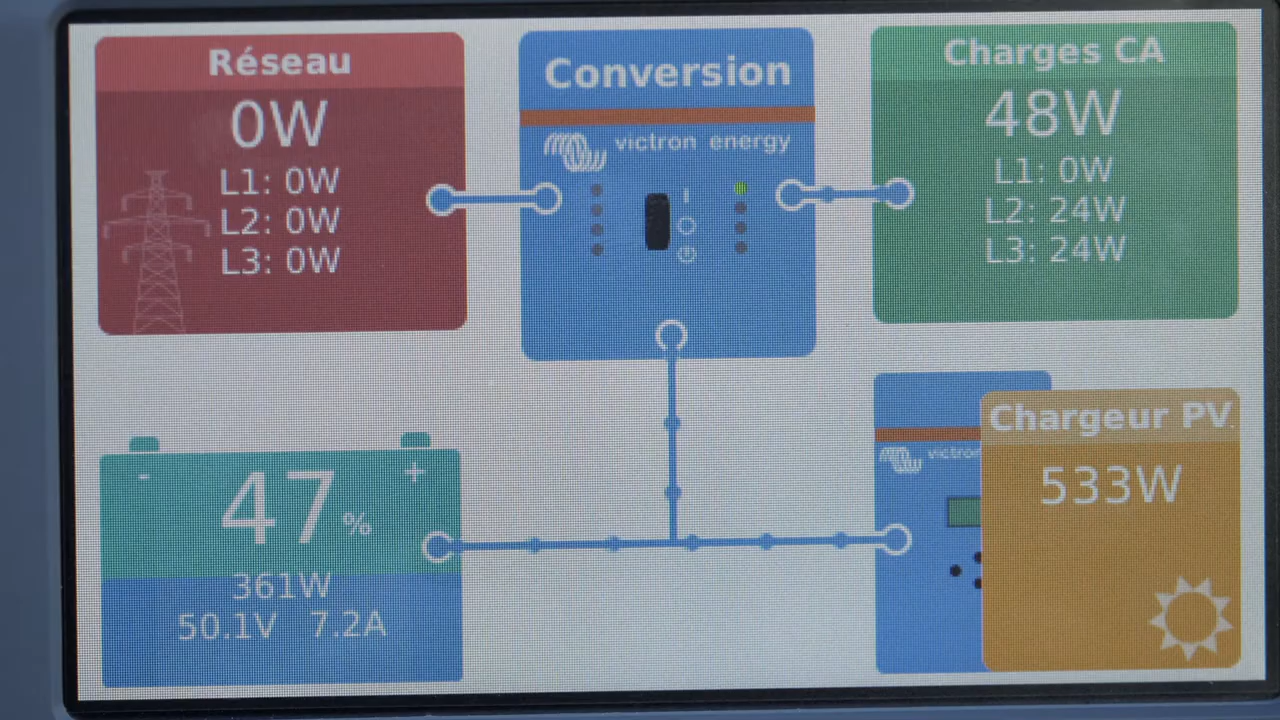 Réseau
0W
L1: 0W
L2: 0W
L3: 0W
Conversion
victron energy
Charges CA
48W
L1: 0W
L2: 24W
L3: 24W
- +
47 %
361W
50.1V 7.2A
victron
Chargeur PV
533W